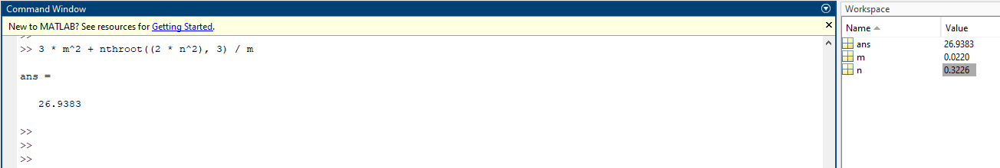 Command Window
New to MATLAB? See resources for Getting Started.
>>
>> 3 * m^2 + nthroot((2 * n^2), 3) / m
ans =
26.9383
>>
>>
>>
Workspace
Name Value
ans 26.9383
m 0.0220
n 0.3226